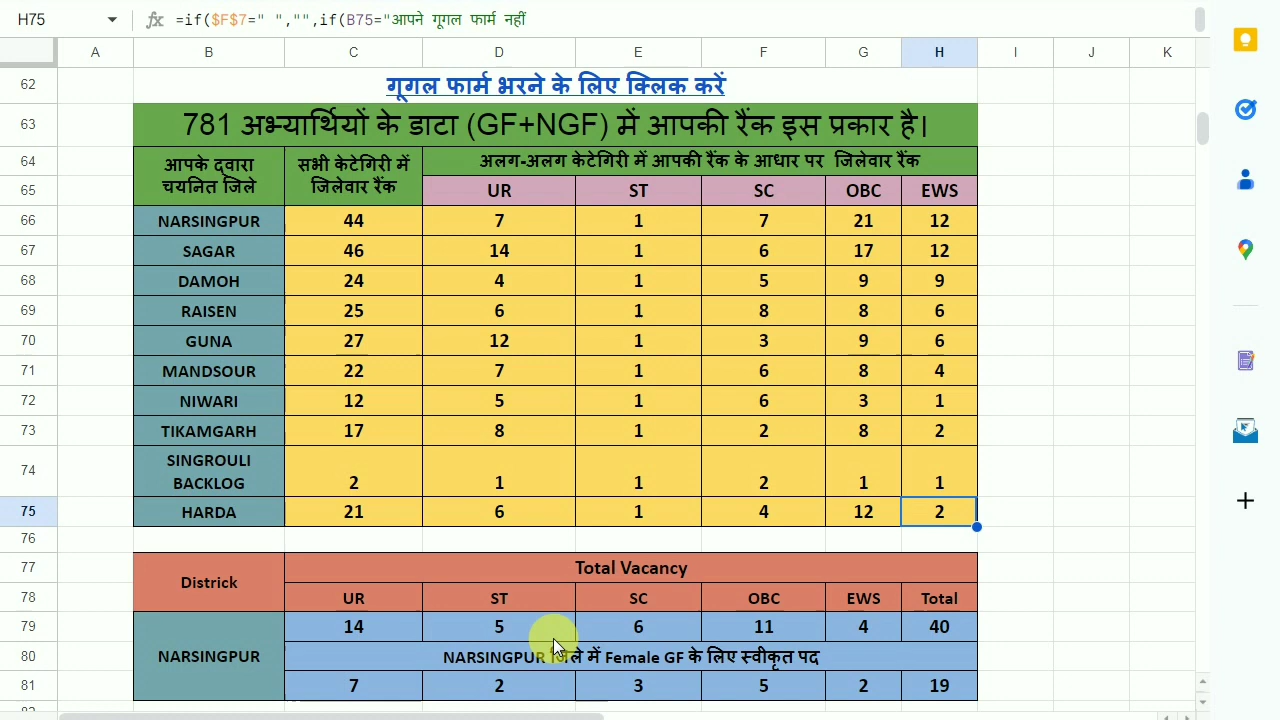 H75 fx =if($F$7=" ","",if(B75="आपने गूगल फार्म नहीं
A B C D E F G H I J K
62 गूगल फार्म भरने के लिए क्लिक करें
63 781 अभ्यार्थियों के डाटा (GF+NGF) में आपकी रैंक इस प्रकार है।
64 आपके द्वारा चयनित जिले सभी केटेगिरी में जिलेवार रैंक अलग-अलग केटेगिरी में आपकी रैंक के आधार पर जिलेवार रैंक
65 UR ST SC OBC EWS
66 NARSINGPUR 44 7 1 7 21 12
67 SAGAR 46 14 1 6 17 12
68 DAMOH 24 4 1 5 9 9
69 RAISEN 25 6 1 8 8 6
70 GUNA 27 12 1 3 9 6
71 MANDSOUR 22 7 1 6 8 4
72 NIWARI 12 5 1 6 3 1
73 TIKAMGARH 17 8 1 2 8 2
74 SINGROULI BACKLOG 2 1 1 2 1 1
75 HARDA 21 6 1 4 12 2
76
77 Districk Total Vacancy
78 UR ST SC OBC EWS Total
79 14 5 6 11 4 40
80 NARSINGPUR NARSINGPUR जिले में Female GF के लिए स्वीकृत पद
81 7 2 3 5 2 19